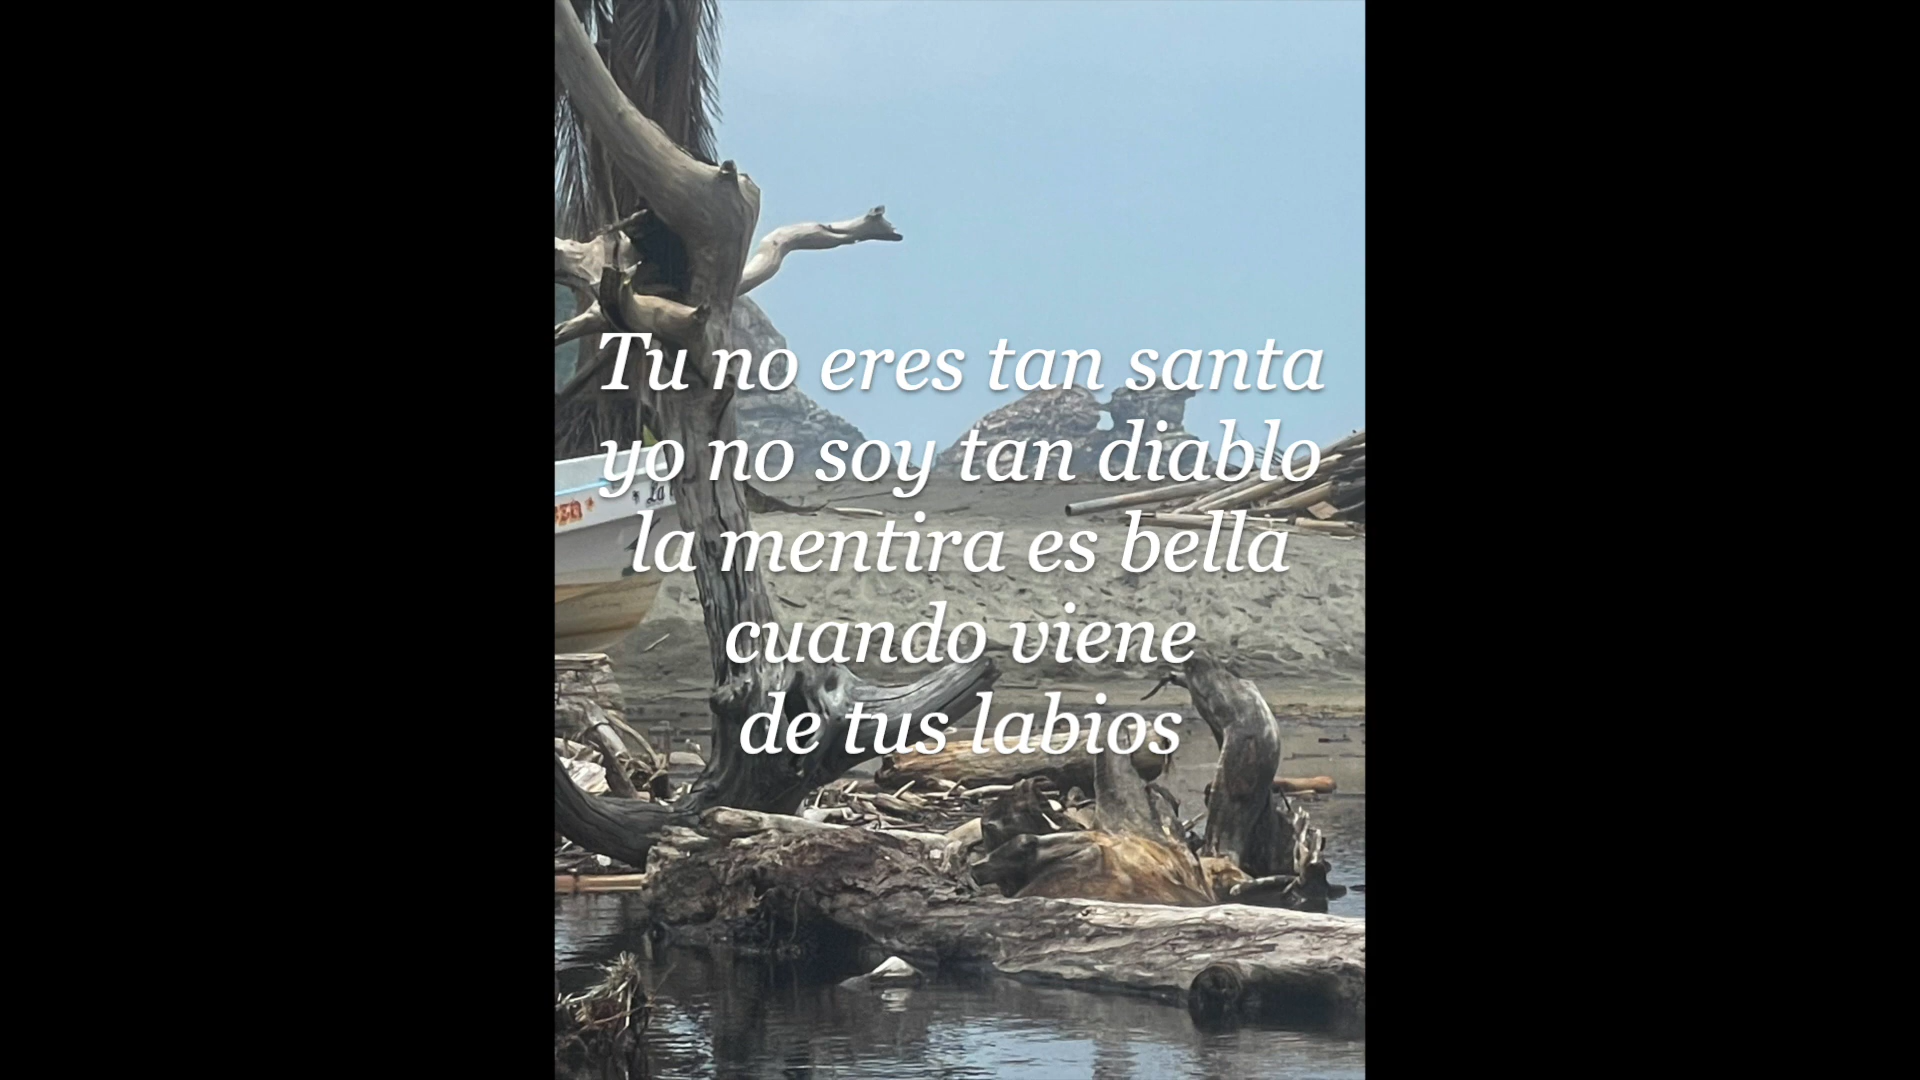 Tu no eres tan santa
yo no soy tan diablo
la mentira es bella
cuando viene
de tus labios
La